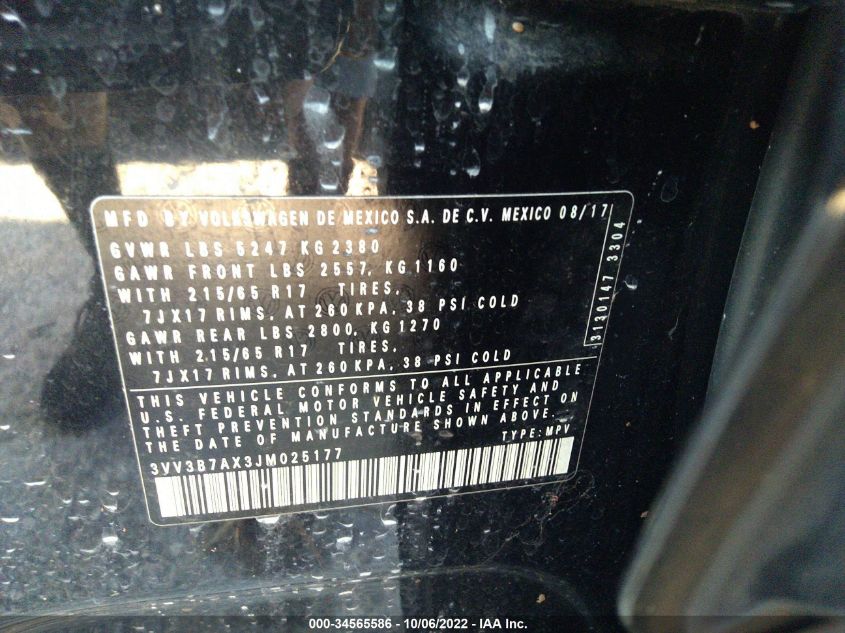 MFD BY VOLKSWAGEN DE MEXICO S.A. DE C.V. MEXICO 08/17
GVWR LBS 5247 KG 2380
GAWR FRONT LBS 2557, KG 1160
WITH 215/65 R17 TIRES,
7JX17 RIMS, AT 260 KPA, 38 PSI COLD
GAWR REAR LBS 2800, KG 1270
WITH 215/65 R17 TIRES,
7JX17 RIMS, AT 260 KPA, 38 PSI COLD
3130147 3304
THIS VEHICLE CONFORMS TO ALL APPLICABLE
U.S. FEDERAL MOTOR VEHICLE SAFETY AND
THEFT PREVENTION STANDARDS IN EFFECT ON
THE DATE OF MANUFACTURE SHOWN ABOVE.
3VV3B7AX3JM025177 TYPE: MPV
000-34565586 - 10/06/2022 - IAA Inc.